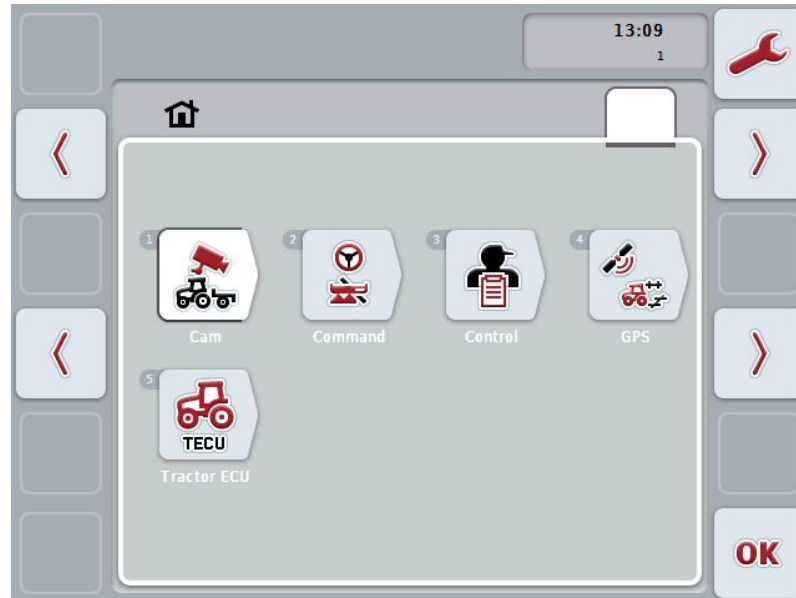 13:09
1
1
2
3
4
Cam
Command
Control
GPS
5
TECU
Tractor ECU
OK